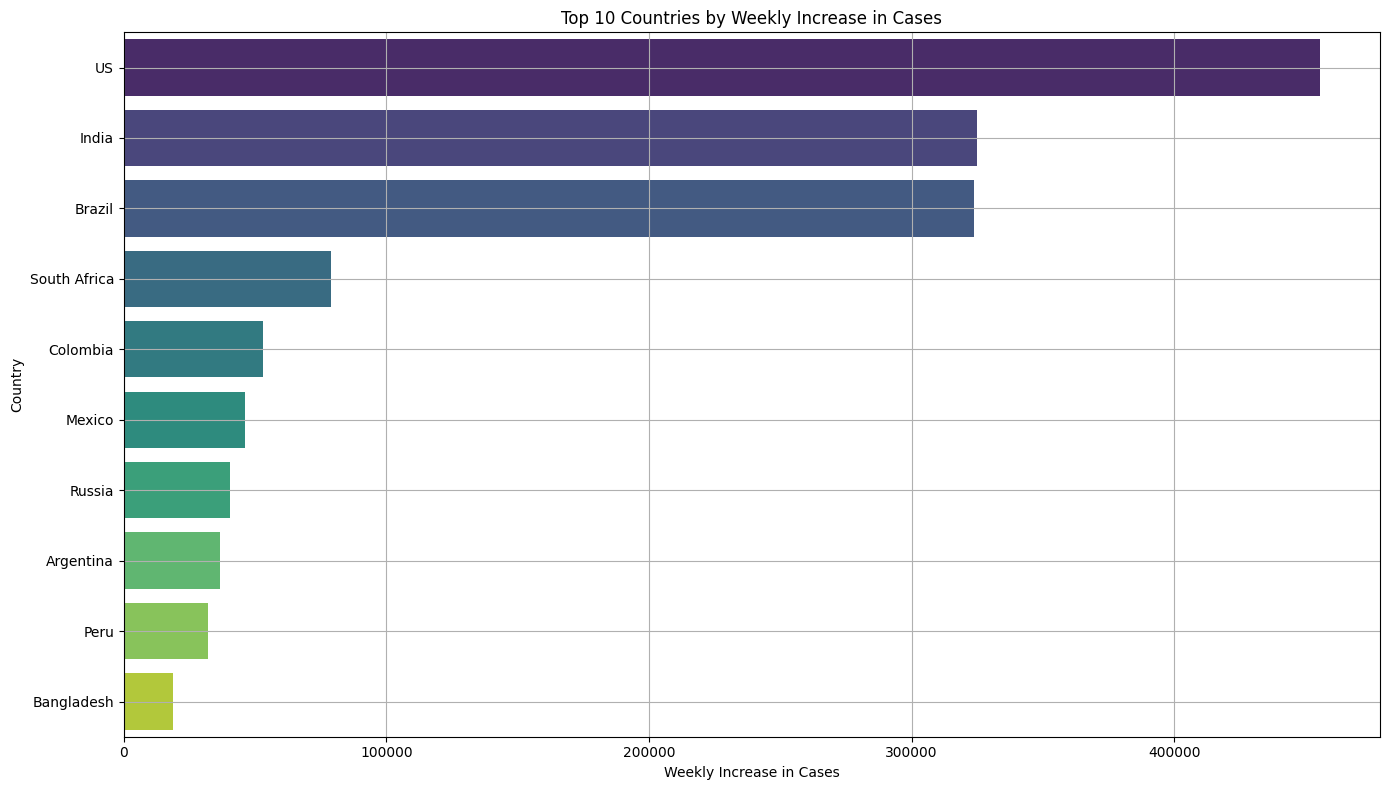 Top 10 Countries by Weekly Increase in Cases
Country
US
India
Brazil
South Africa
Colombia
Mexico
Russia
Argentina
Peru
Bangladesh
0 100000 200000 300000 400000
Weekly Increase in Cases